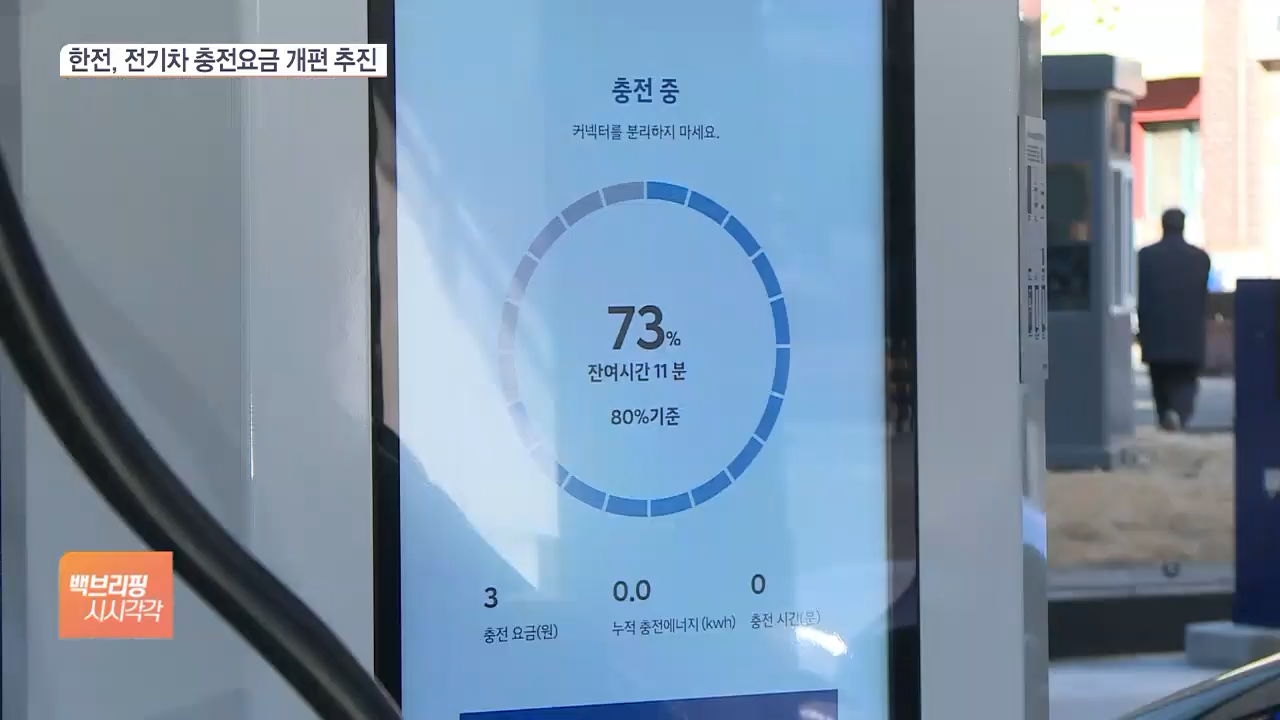 한전, 전기차 충전요금 개편 추진
충전 중
커넥터를 분리하지 마세요.
73%
잔여시간 11 분
80%기준
3
0.0
0
충전 요금(원)
누적 충전에너지 (kwh)
충전 시간(분)
백브리핑
시시각각